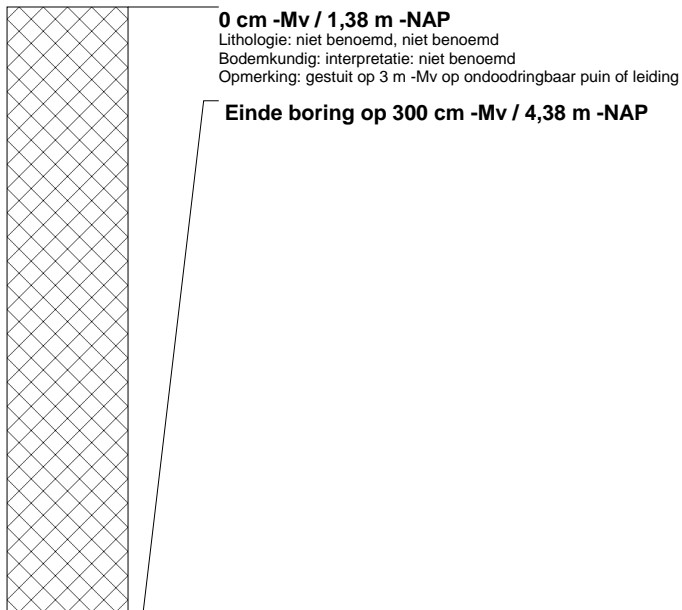 0 cm -Mv / 1,38 m -NAP
Lithologie: niet benoemd, niet benoemd
Bodemkundig: interpretatie: niet benoemd
Opmerking: gestuit op 3 m -Mv op ondoodringbaar puin of leiding
Einde boring op 300 cm -Mv / 4,38 m -NAP